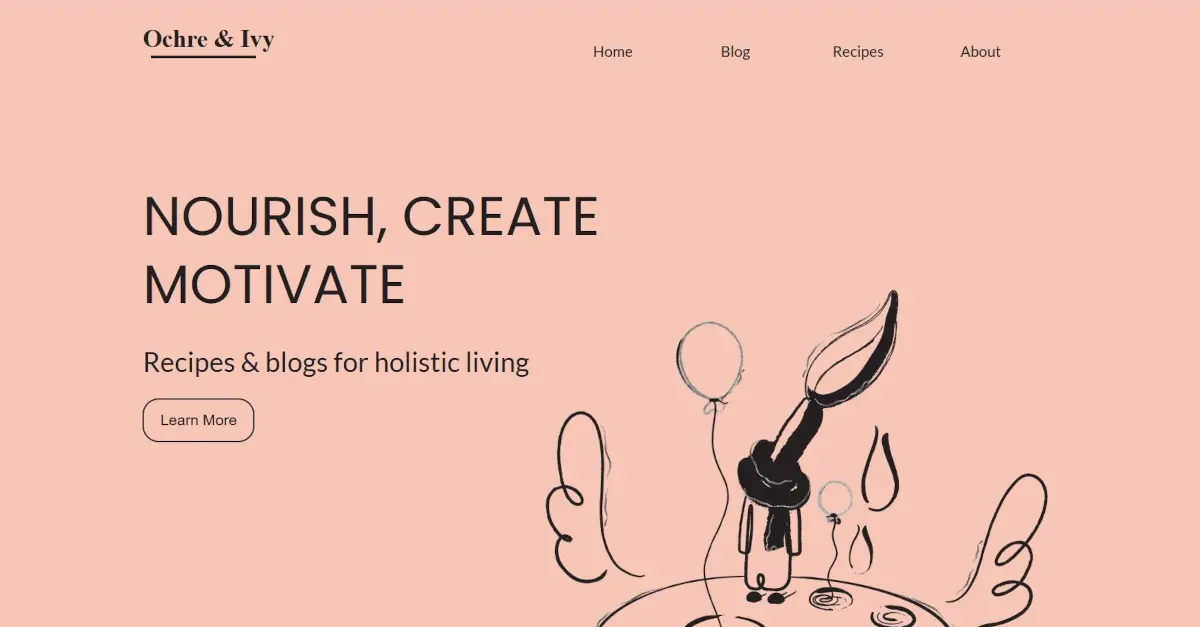 Ochre & Ivy
Home Blog Recipes About
NOURISH, CREATE
MOTIVATE
Recipes & blogs for holistic living
Learn More